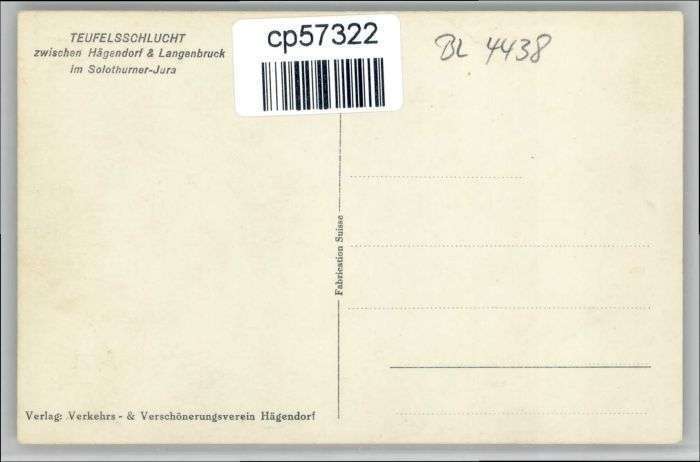 TEUFELSSCHLUCHT
zwischen Hägendorf & Langenbruck
im Solothurner-Jura
cp57322
BL 4438
Fabrication Suisse
Verlag: Verkehrs - & Verschönerungsverein Hägendorf